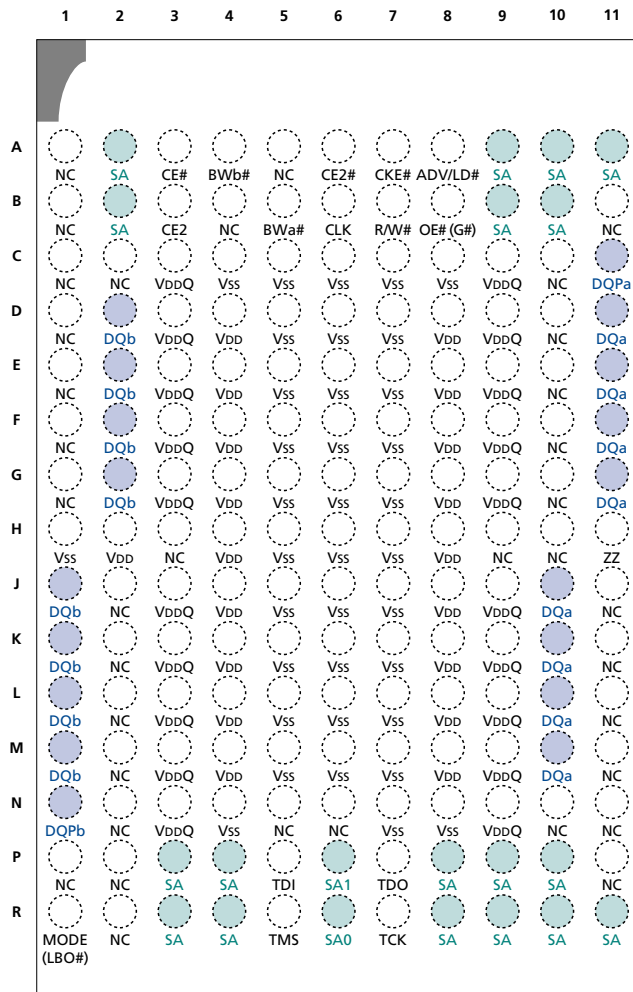 1 2 3 4 5 6 7 8 9 10 11
A
NC SA CE# BWb# NC CE2# CKE# ADV/LD# SA SA SA
B
NC SA CE2 NC BWa# CLK R/W# OE# (G#) SA SA NC
C
NC NC VDDQ VSS VSS VSS VSS VSS VDDQ NC DQPa
D
NC DQb VDDQ VDD VSS VSS VSS VDD VDDQ NC DQa
E
NC DQb VDDQ VDD VSS VSS VSS VDD VDDQ NC DQa
F
NC DQb VDDQ VDD VSS VSS VSS VDD VDDQ NC DQa
G
NC DQb VDDQ VDD VSS VSS VSS VDD VDDQ NC DQa
H
VSS VDD NC VDD VSS VSS VSS VDD NC NC ZZ
J
DQb NC VDDQ VDD VSS VSS VSS VDD VDDQ DQa NC
K
DQb NC VDDQ VDD VSS VSS VSS VDD VDDQ DQa NC
L
DQb NC VDDQ VDD VSS VSS VSS VDD VDDQ DQa NC
M
DQb NC VDDQ VDD VSS VSS VSS VDD VDDQ DQa NC
N
DQPb NC VDDQ VSS NC NC VSS VSS VDDQ NC NC
P
NC NC SA SA TDI SA1 TDO SA SA SA NC
R
MODE NC SA SA TMS SA0 TCK SA SA SA SA
(LBO#)